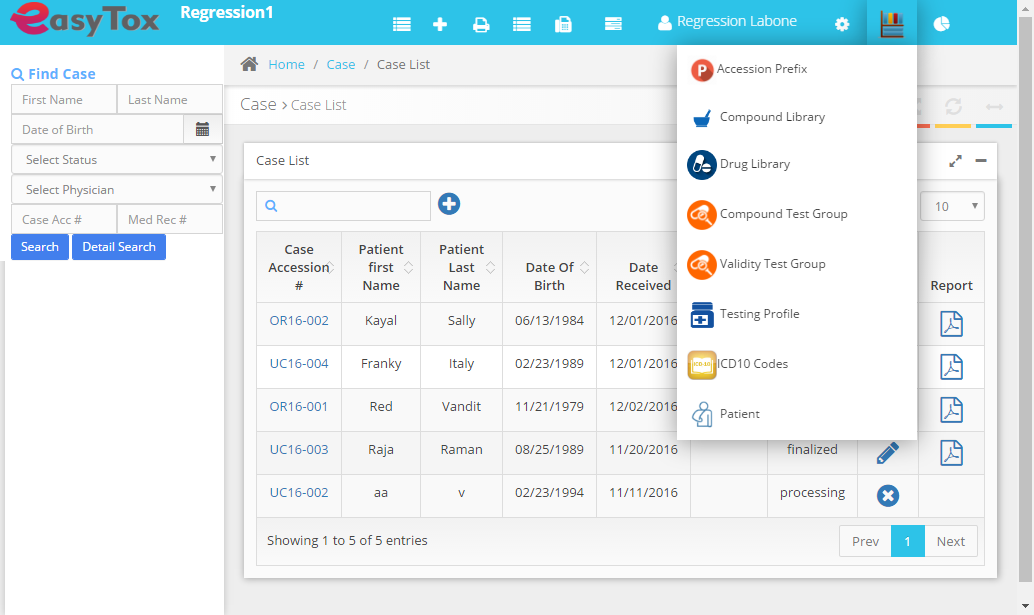 easyTox
Regression1
Regression Labone
Find Case
First Name
Last Name
Date of Birth
Select Status
Select Physician
Case Acc #
Med Rec #
Search
Detail Search
Home / Case / Case List
Case > Case List
Case List
10
Case Accession #
Patient first Name
Patient Last Name
Date Of Birth
Date Received
Report
OR16-002 Kayal Sally 06/13/1984 12/01/2016
UC16-004 Franky Italy 02/23/1989 12/01/2016
OR16-001 Red Vandit 11/21/1979 12/02/2016
UC16-003 Raja Raman 08/25/1989 11/20/2016 finalized
UC16-002 aa v 02/23/1994 11/11/2016 processing
Showing 1 to 5 of 5 entries
Prev 1 Next
P Accession Prefix
Compound Library
Drug Library
Compound Test Group
Validity Test Group
Testing Profile
ICD10 Codes
Patient